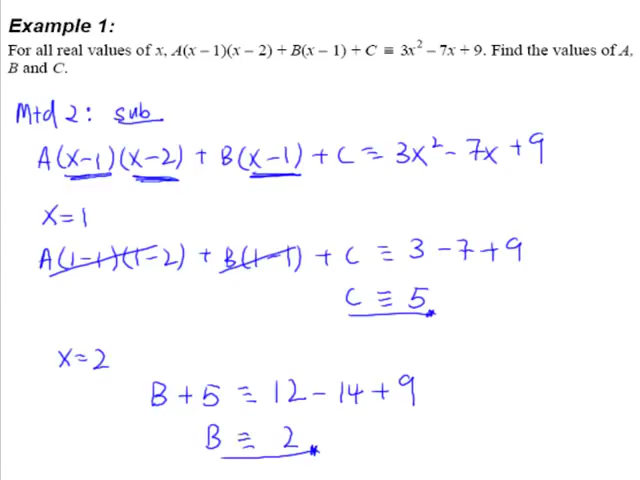 Example 1:
For all real values of x, A(x – 1)(x – 2) + B(x – 1) + C ≡ 3x² – 7x + 9. Find the values of A,
B and C.
Mtd 2: sub
A(x-1)(x-2) + B(x-1) + C ≡ 3x² - 7x + 9
x=1
A(1-1)(1-2) + B(1-1) + C ≡ 3 - 7 + 9
C ≡ 5
x=2
B + 5 ≡ 12 - 14 + 9
B ≡ 2